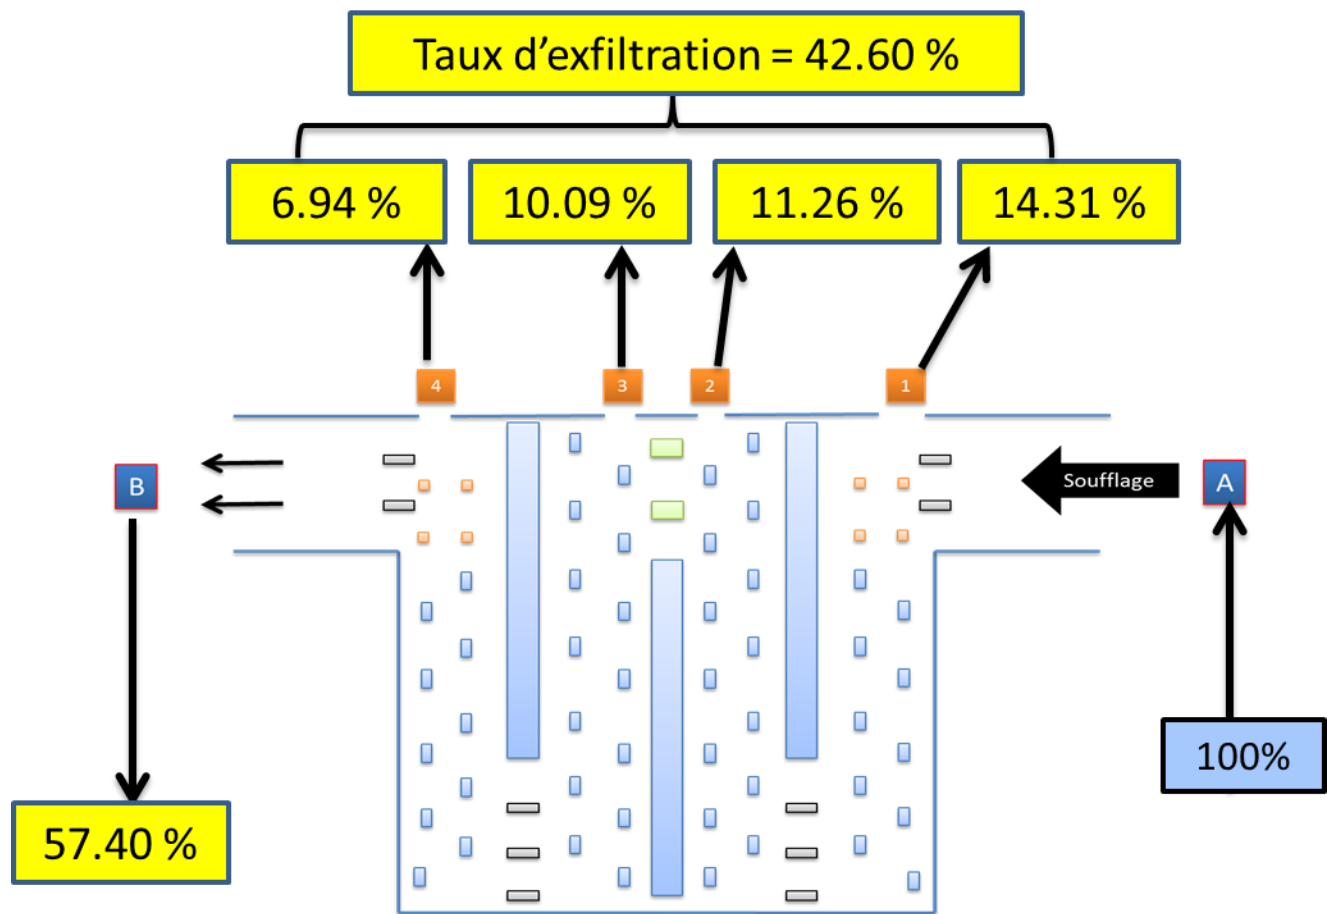 Taux d’exfiltration = 42.60 %
6.94 %
10.09 %
11.26 %
14.31 %
4
3
2
1
B
Soufflage
A
100%
57.40 %